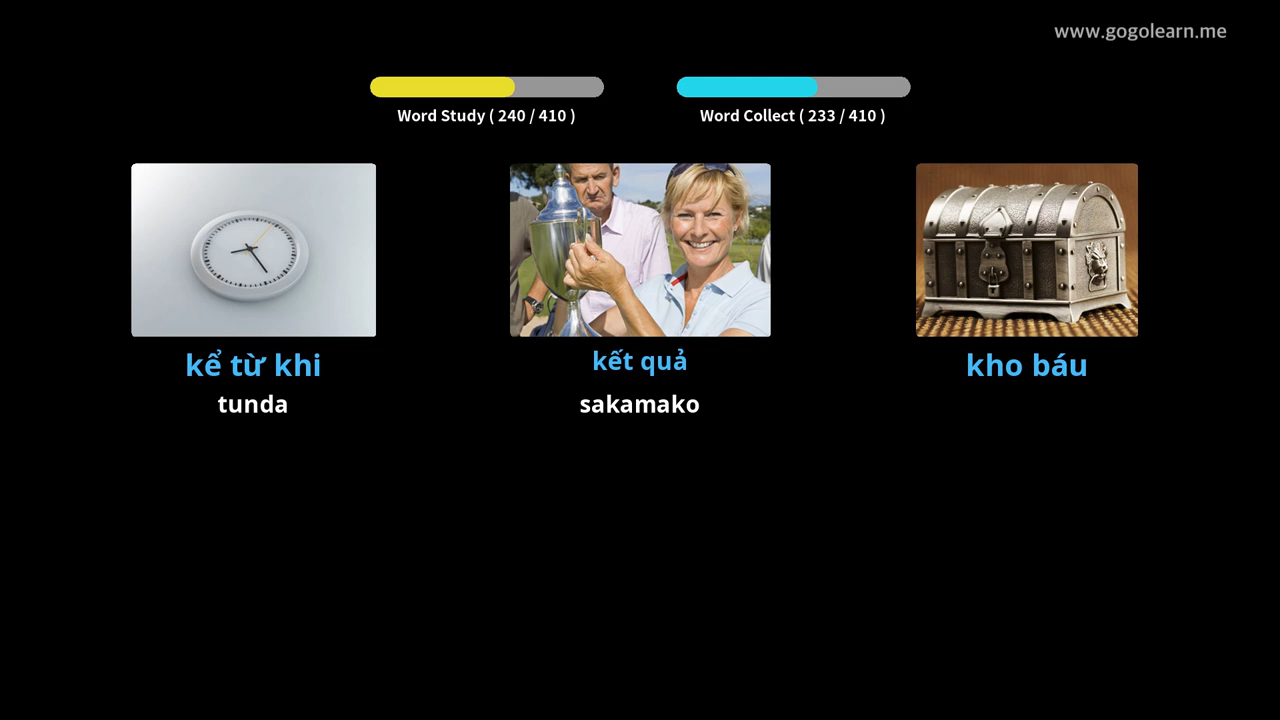 www.gogolearn.me
Word Study ( 240 / 410 )
Word Collect ( 233 / 410 )
kể từ khi
kết quả
kho báu
tunda
sakamako